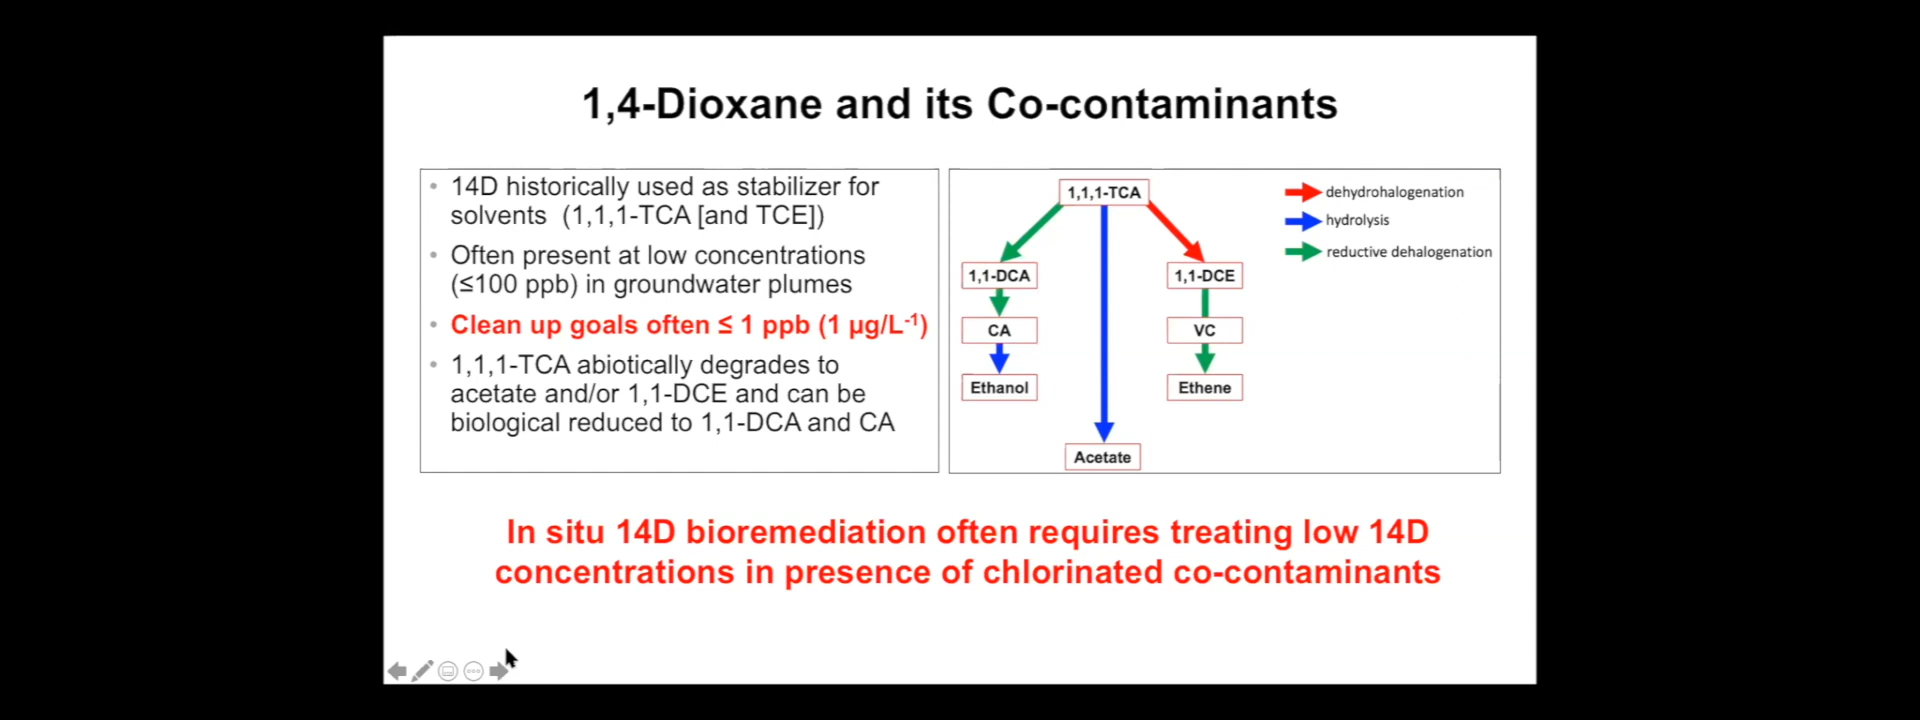 1,4-Dioxane and its Co-contaminants
• 14D historically used as stabilizer for
solvents (1,1,1-TCA [and TCE])
• Often present at low concentrations
(≤100 ppb) in groundwater plumes
• Clean up goals often ≤ 1 ppb (1 µg/L⁻¹)
• 1,1,1-TCA abiotically degrades to
acetate and/or 1,1-DCE and can be
biological reduced to 1,1-DCA and CA
1,1,1-TCA
1,1-DCA
1,1-DCE
CA
VC
Ethanol
Ethene
Acetate
dehydrohalogenation
hydrolysis
reductive dehalogenation
In situ 14D bioremediation often requires treating low 14D
concentrations in presence of chlorinated co-contaminants